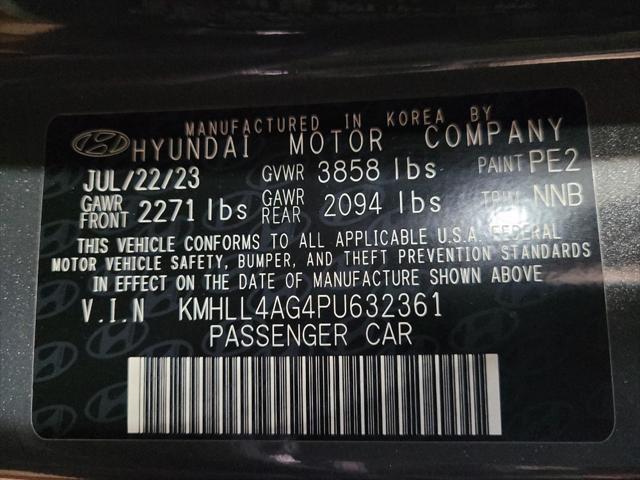 MANUFACTURED IN KOREA BY
HYUNDAI MOTOR COMPANY
JUL/22/23 GVWR 3858 lbs PAINT PE2
GAWR FRONT 2271 lbs GAWR REAR 2094 lbs TRIM NNB
THIS VEHICLE CONFORMS TO ALL APPLICABLE U.S.A. FEDERAL
MOTOR VEHICLE SAFETY, BUMPER, AND THEFT PREVENTION STANDARDS
IN EFFECT ON THE DATE OF MANUFACTURE SHOWN ABOVE
V.I.N KMHLL4AG4PU632361
PASSENGER CAR